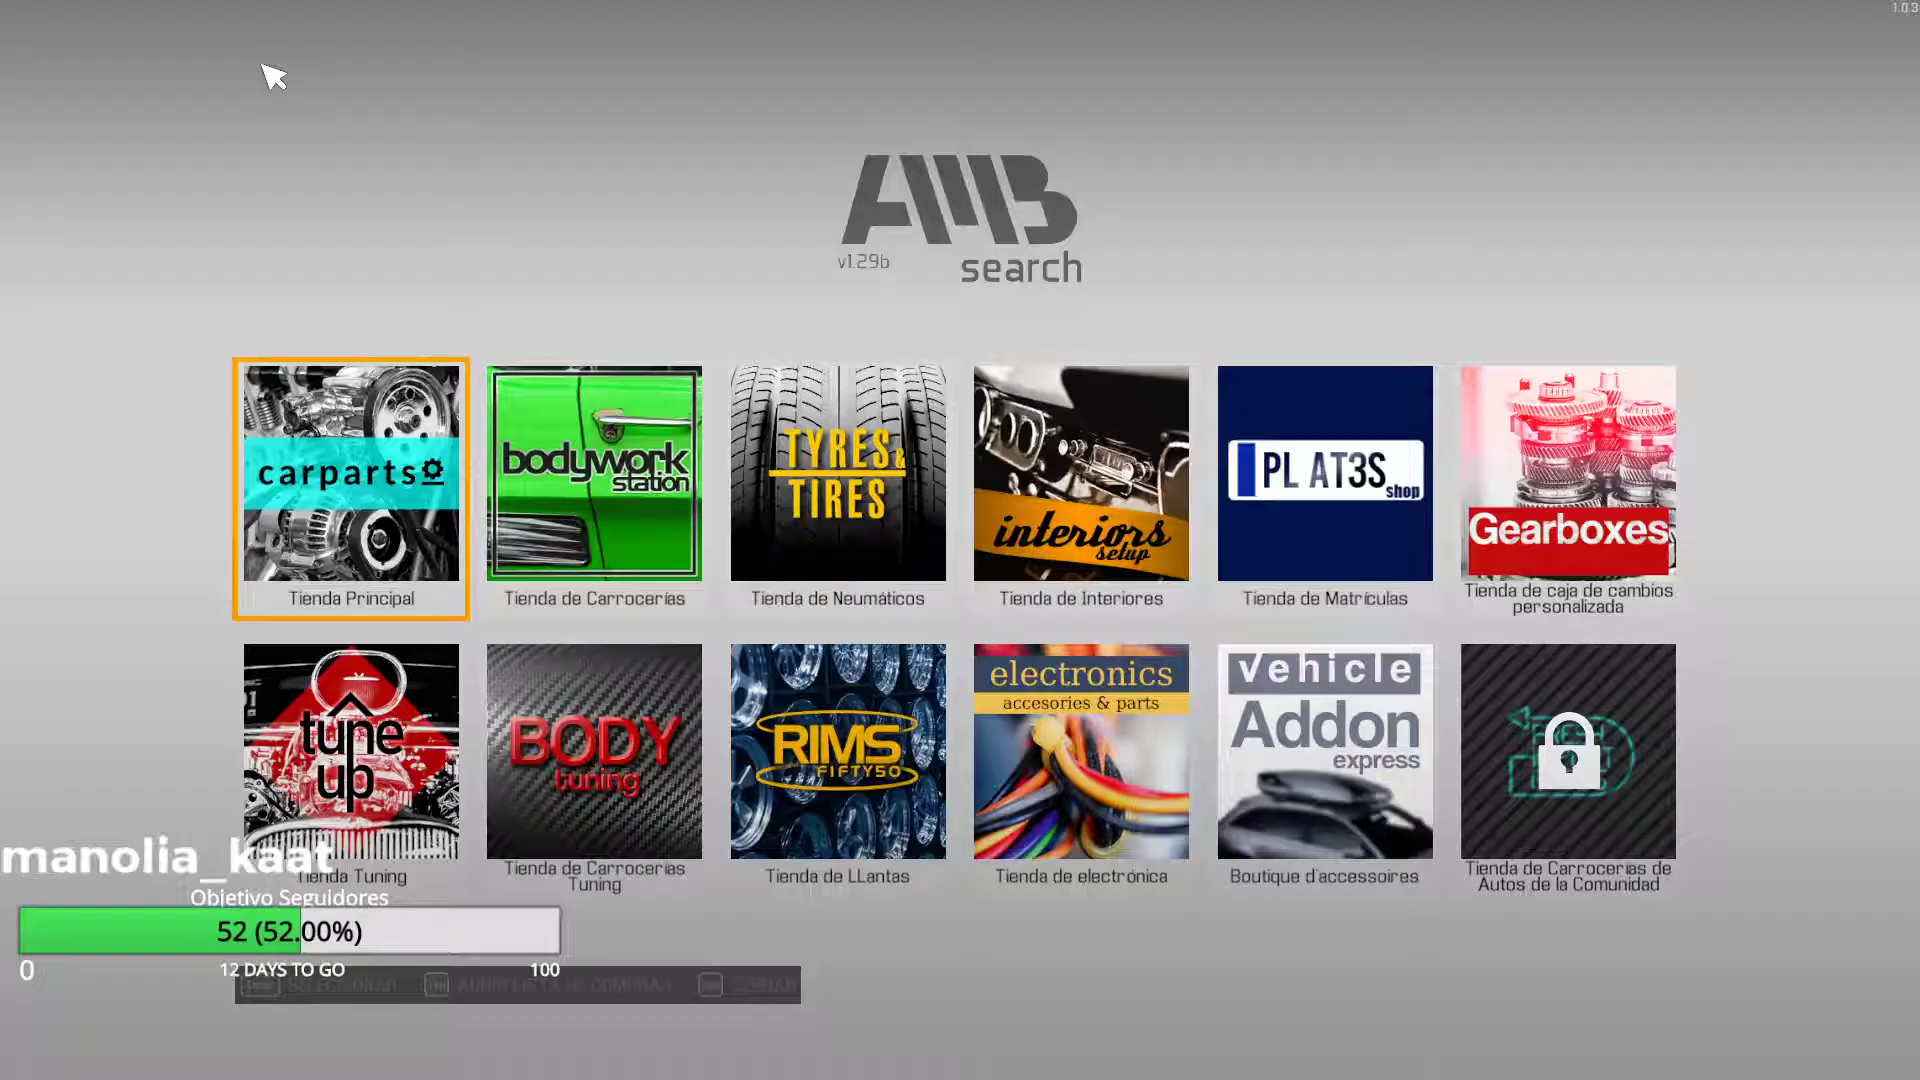 1.0.3
AMB
v1.29b
search
carparts
bodywork
station
TYRES &
TIRES
interiors
setup
PL AT3S
shop
Gearboxes
Tienda Principal
Tienda de Carrocerías
Tienda de Neumáticos
Tienda de Interiores
Tienda de Matrículas
Tienda de caja de cambios
personalizada
tune
up
BODY
tuning
RIMS
FIFTY50
electronics
accesories & parts
vehicle
Addon
express
Tienda Tuning
Tienda de Carrocerías
Tuning
Tienda de LLantas
Tienda de electrónica
Boutique d'accessoires
Tienda de Carrocerías de
Autos de la Comunidad
manolia_kaat
Objetivo Seguidores
52 (52.00%)
0
12 DAYS TO GO
100